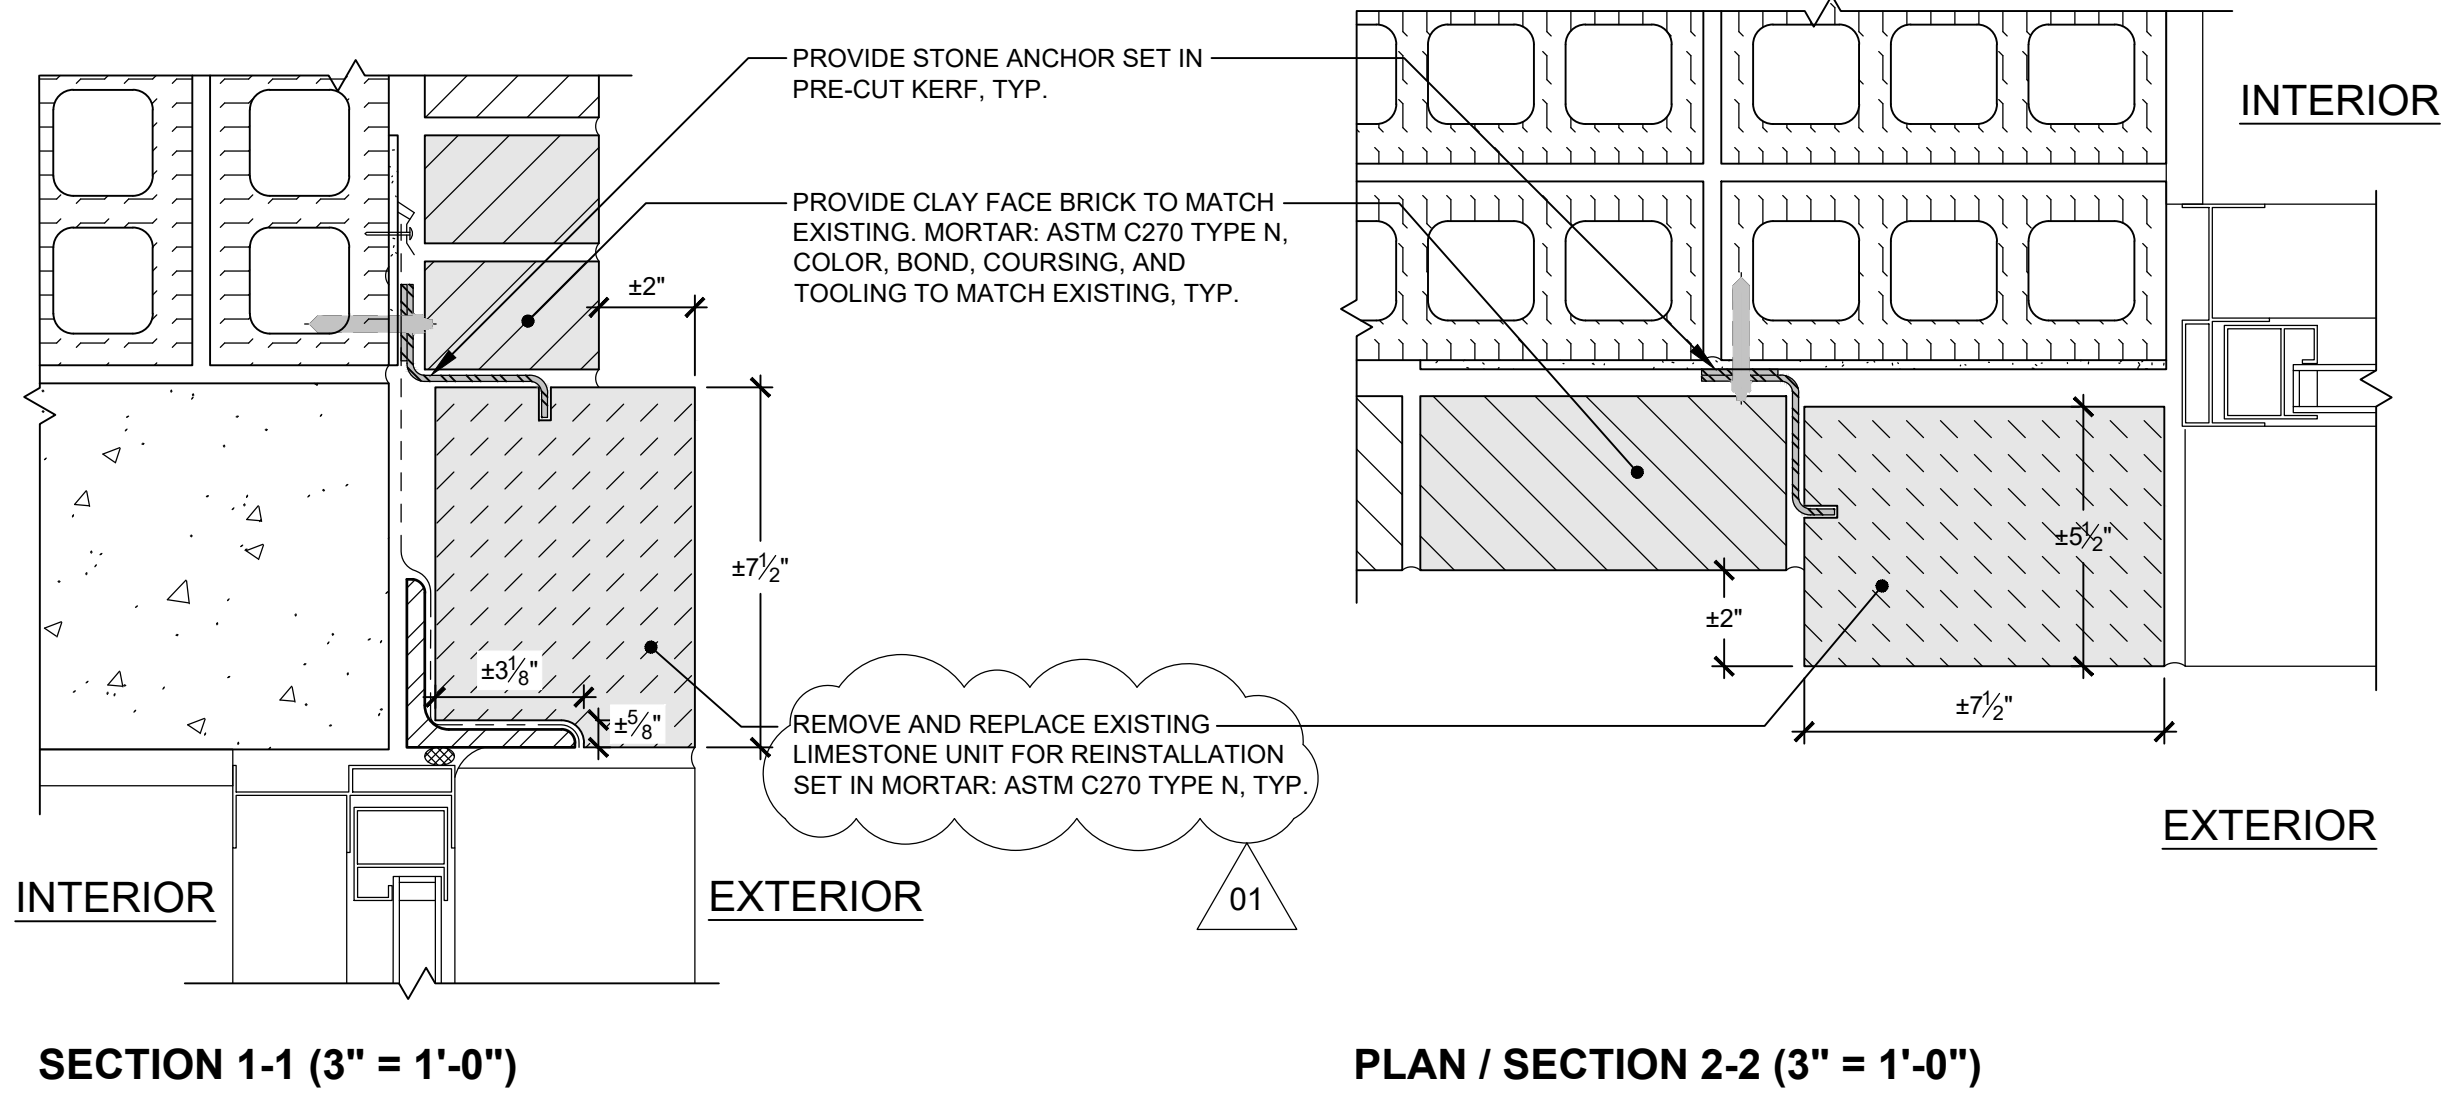 PROVIDE STONE ANCHOR SET IN
PRE-CUT KERF, TYP.
INTERIOR
PROVIDE CLAY FACE BRICK TO MATCH
EXISTING. MORTAR: ASTM C270 TYPE N,
COLOR, BOND, COURSING, AND
TOOLING TO MATCH EXISTING, TYP.
±2"
±7½"
±3⅛"
±⅝"
±5½"
±2"
±7½"
REMOVE AND REPLACE EXISTING
LIMESTONE UNIT FOR REINSTALLATION
SET IN MORTAR: ASTM C270 TYPE N, TYP.
01
INTERIOR
EXTERIOR
EXTERIOR
SECTION 1-1 (3" = 1'-0")
PLAN / SECTION 2-2 (3" = 1'-0")